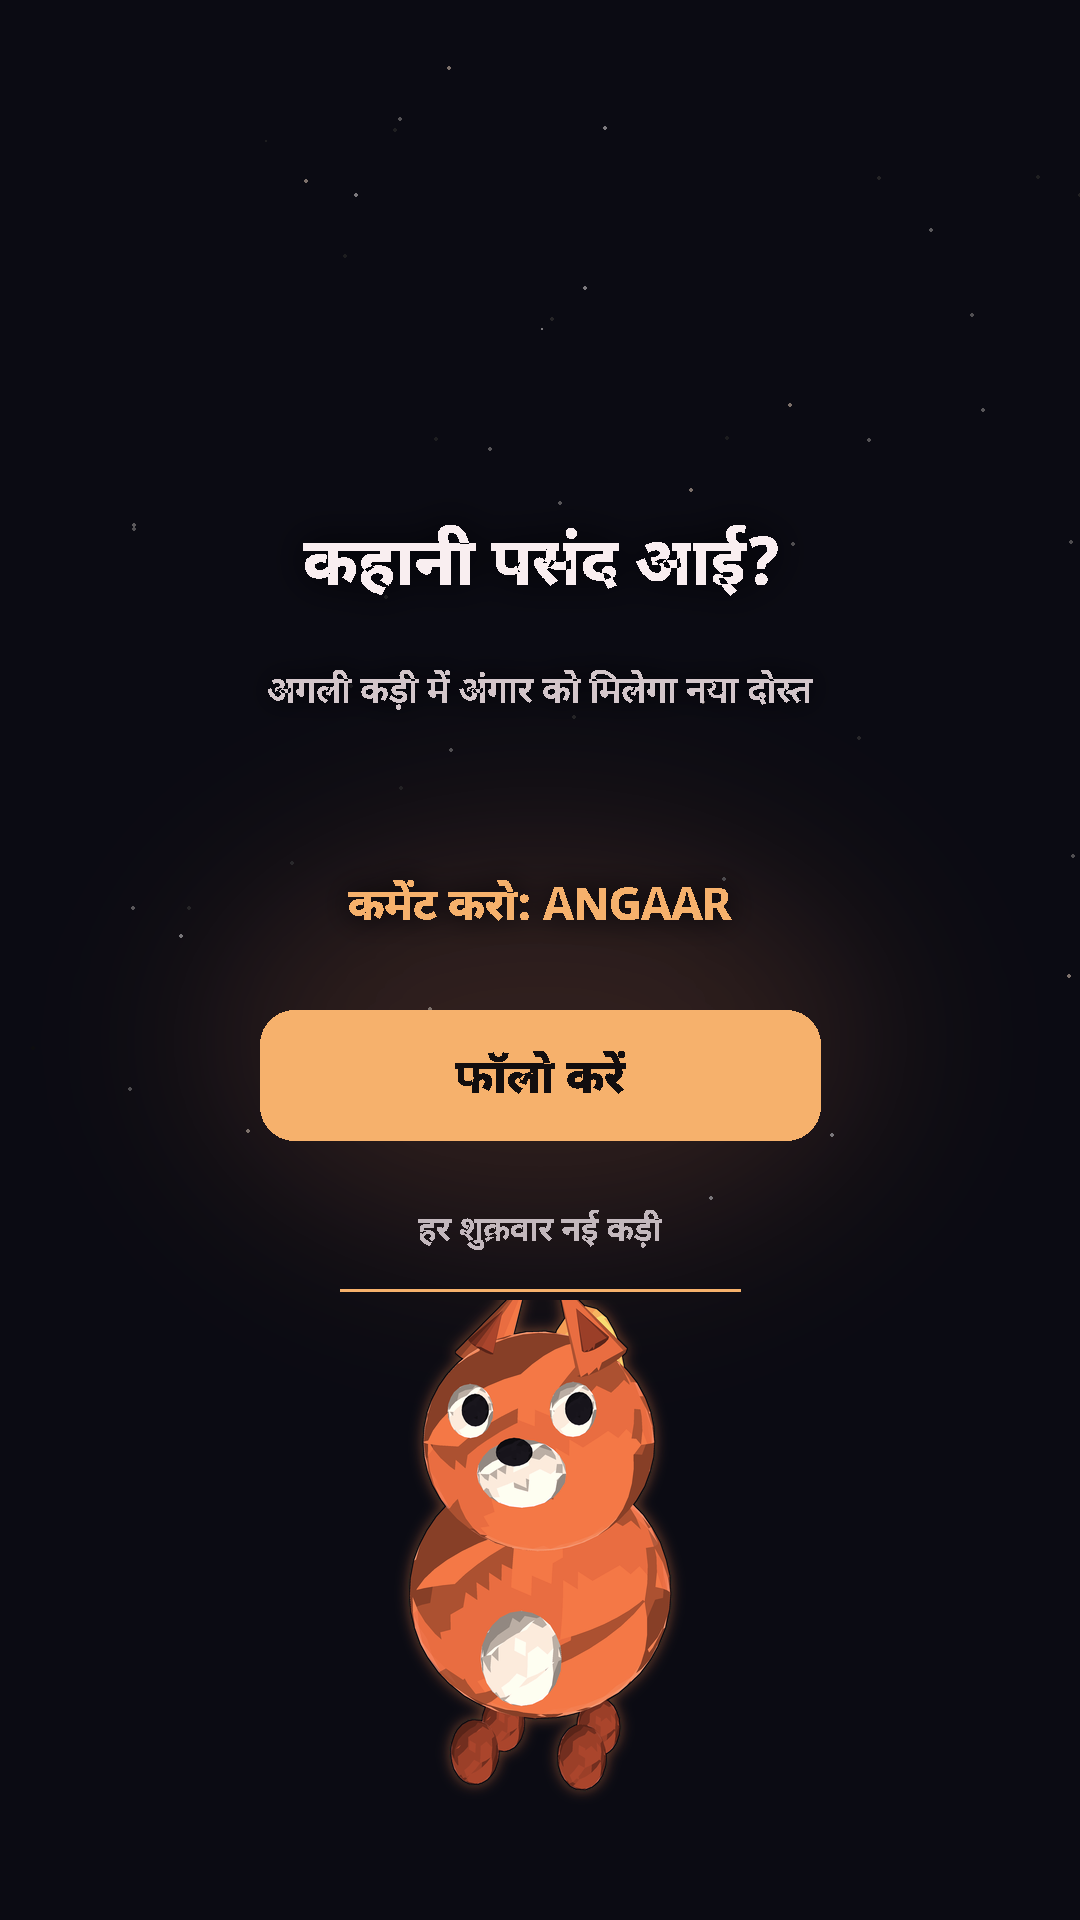 कहानी पसंद आई?
अगली कड़ी में अंगार को मिलेगा नया दोस्त
कमेंट करो: ANGAAR
फॉलो करें
हर शुक्रवार नई कड़ी